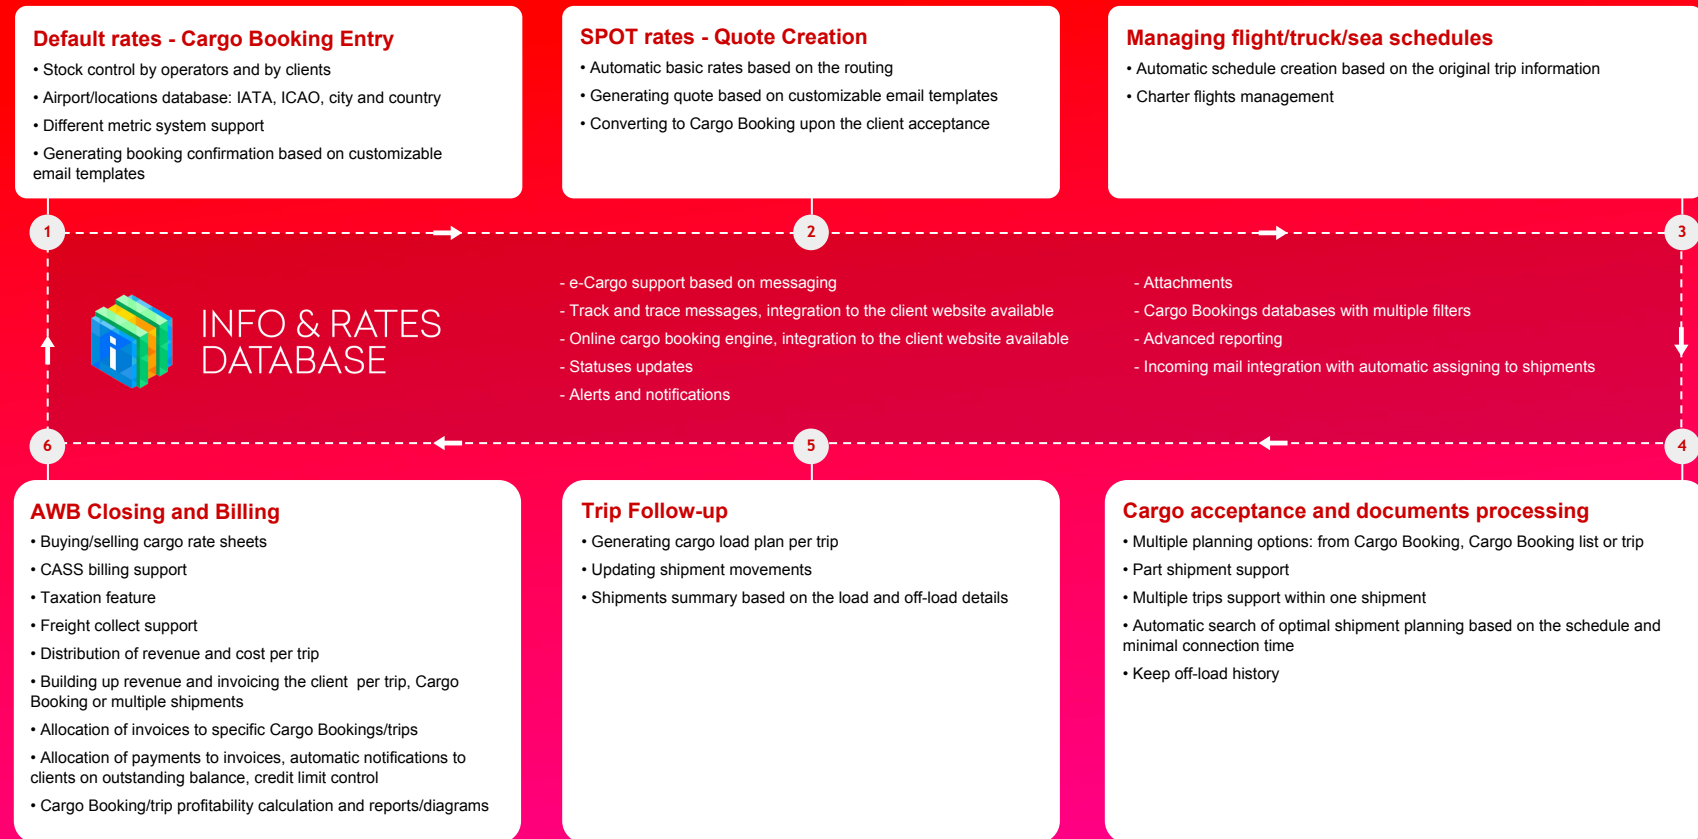 Default rates - Cargo Booking Entry
• Stock control by operators and by clients
• Airport/locations database: IATA, ICAO, city and country
• Different metric system support
• Generating booking confirmation based on customizable
email templates
SPOT rates - Quote Creation
• Automatic basic rates based on the routing
• Generating quote based on customizable email templates
• Converting to Cargo Booking upon the client acceptance
Managing flight/truck/sea schedules
• Automatic schedule creation based on the original trip information
• Charter flights management
1
2
3
i
INFO & RATES
DATABASE
- e-Cargo support based on messaging
- Track and trace messages, integration to the client website available
- Online cargo booking engine, integration to the client website available
- Statuses updates
- Alerts and notifications
- Attachments
- Cargo Bookings databases with multiple filters
- Advanced reporting
- Incoming mail integration with automatic assigning to shipments
6
5
4
AWB Closing and Billing
• Buying/selling cargo rate sheets
• CASS billing support
• Taxation feature
• Freight collect support
• Distribution of revenue and cost per trip
• Building up revenue and invoicing the client  per trip, Cargo
Booking or multiple shipments
• Allocation of invoices to specific Cargo Bookings/trips
• Allocation of payments to invoices, automatic notifications to
clients on outstanding balance, credit limit control
• Cargo Booking/trip profitability calculation and reports/diagrams
Trip Follow-up
• Generating cargo load plan per trip
• Updating shipment movements
• Shipments summary based on the load and off-load details
Cargo acceptance and documents processing
• Multiple planning options: from Cargo Booking, Cargo Booking list or trip
• Part shipment support
• Multiple trips support within one shipment
• Automatic search of optimal shipment planning based on the schedule and
minimal connection time
• Keep off-load history